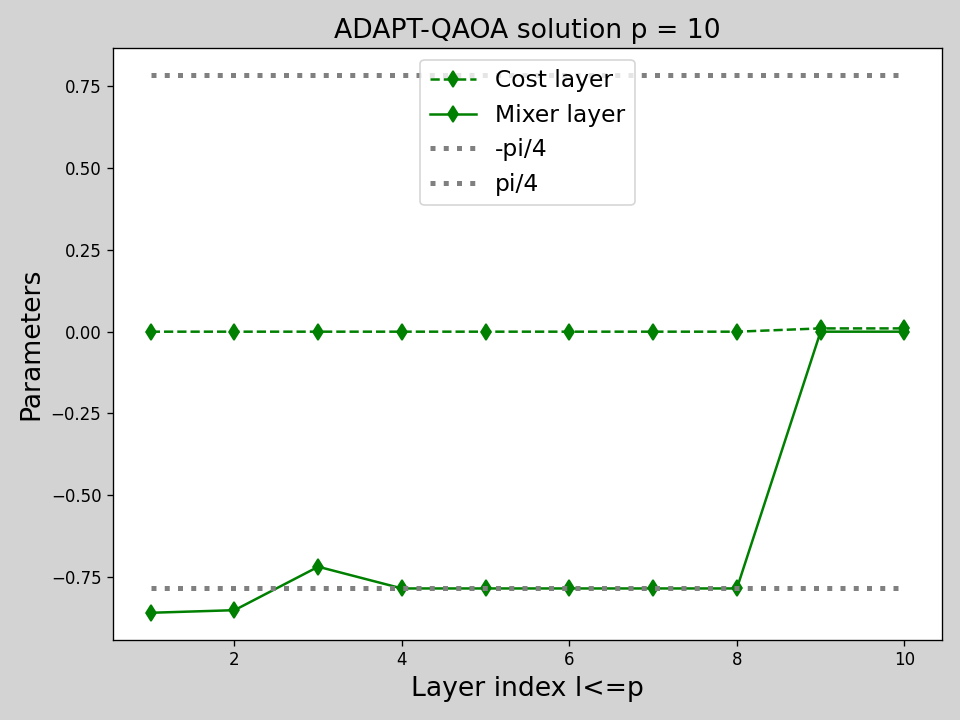 ADAPT-QAOA solution p = 10
Cost layer
Mixer layer
-pi/4
pi/4
Parameters
0.75
0.50
0.25
0.00
−0.25
−0.50
−0.75
2
4
6
8
10
Layer index l<=p